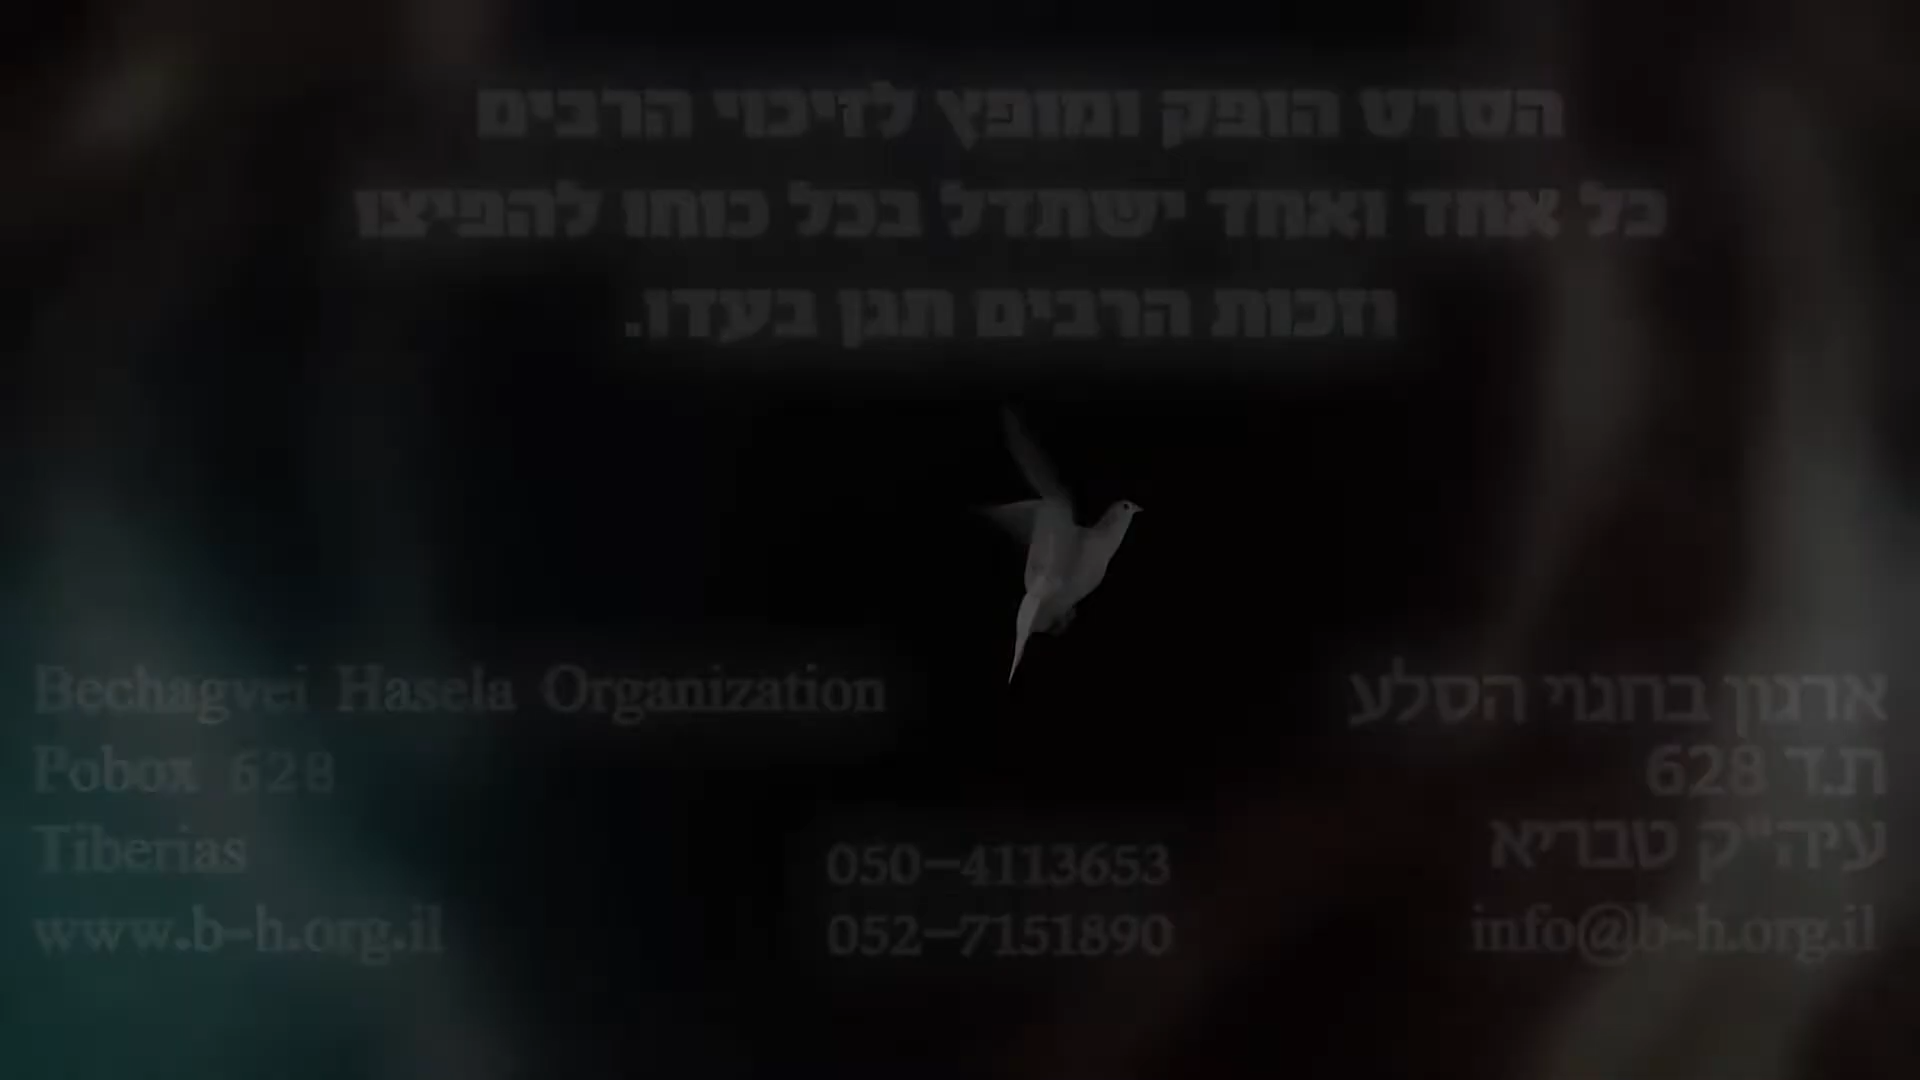 הסרט הופק ומופץ לזיכוי הרבים
כל אחד ואחד ישתדל בכל כוחו להפיצו
וזכות הרבים תגן בעדו.
Bechagvei Hasela Organization
Pobox 628
Tiberias
www.b-h.org.il
050-4113653
052-7151890
ארגון בחגוי הסלע
ת.ד 628
עיה"ק טבריא
info@b-h.org.il